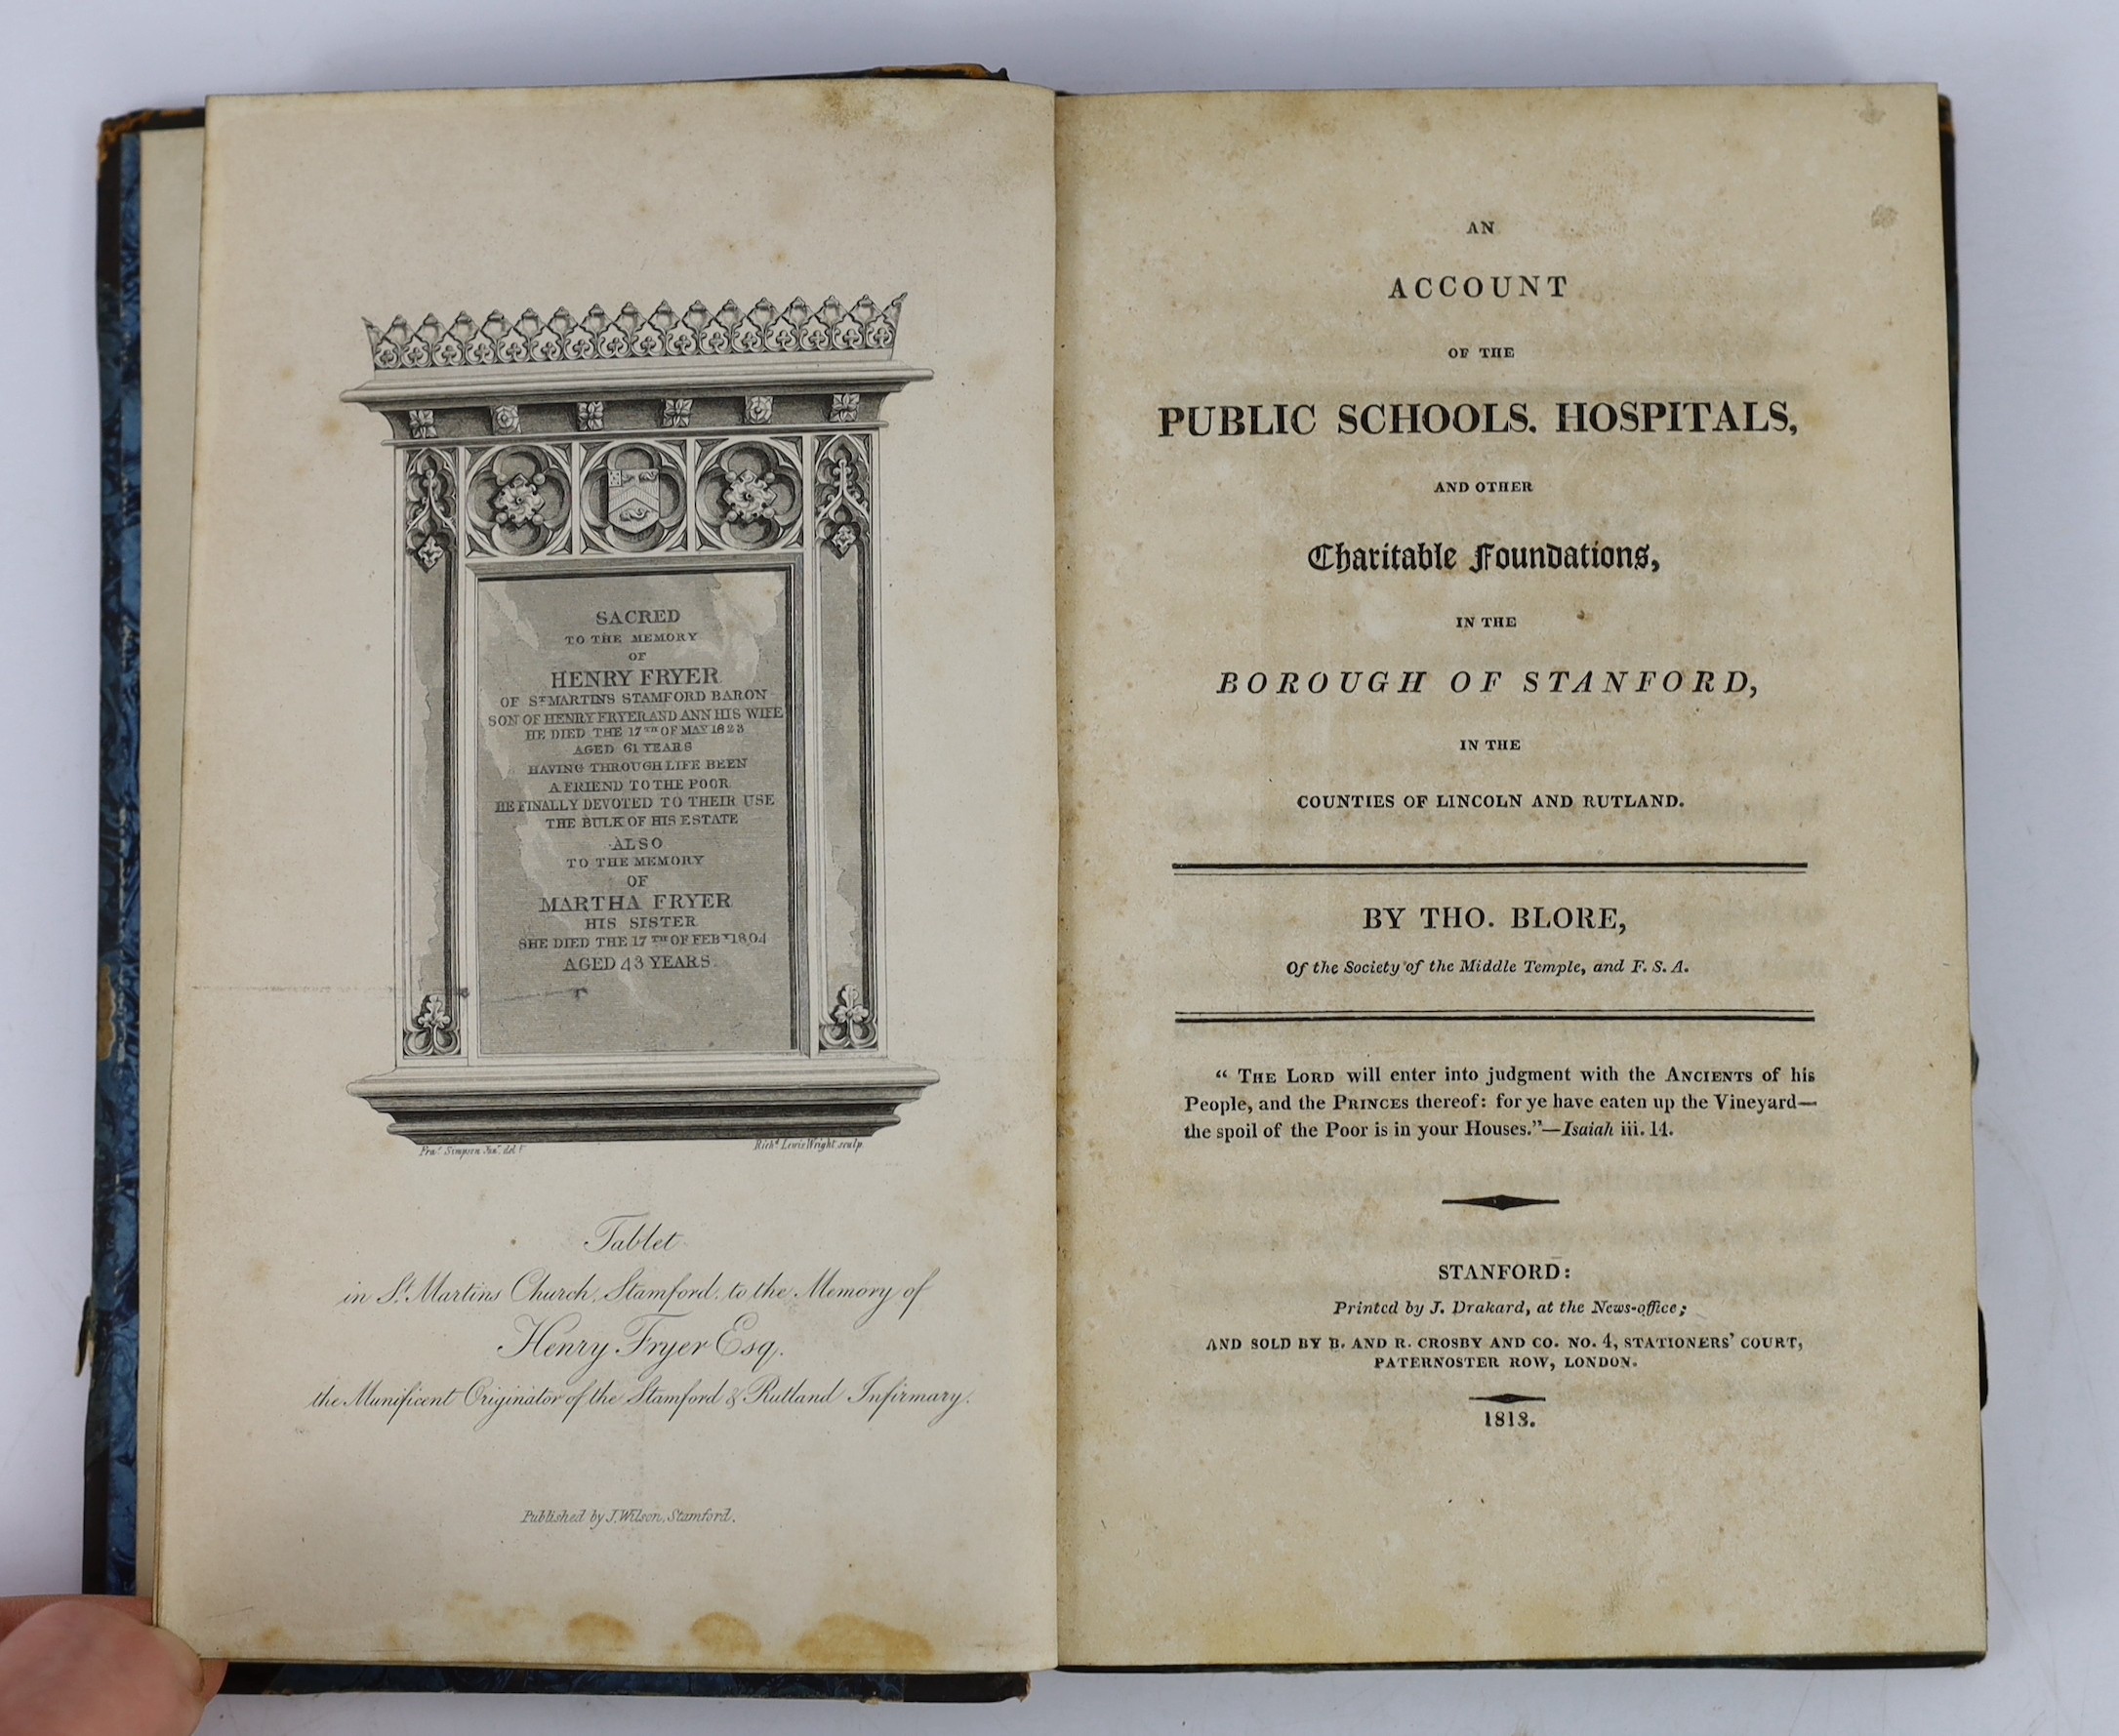 SACRED
TO THE MEMORY
OF
HENRY FRYER
OF ST MARTINS STAMFORD BARON
SON OF HENRY FRYER AND ANN HIS WIFE
HE DIED THE 17TH OF MAY 1823
AGED 61 YEARS
HAVING THROUGH LIFE BEEN
A FRIEND TO THE POOR
HE FINALLY DEVOTED TO THEIR USE
THE BULK OF HIS ESTATE
ALSO
TO THE MEMORY
OF
MARTHA FRYER
HIS SISTER
SHE DIED THE 17TH OF FEBY 1804
AGED 43 YEARS.
Fras. Simpson Junr. delt.
Richd. Lewis Wright sculp.
Tablet
in St. Martins Church, Stamford, to the Memory of
Henry Fryer Esq.
the Munificent Originator of the Stamford & Rutland Infirmary.
Published by J. Wilson, Stamford.
AN
ACCOUNT
OF THE
PUBLIC SCHOOLS, HOSPITALS,
AND OTHER
Charitable Foundations,
IN THE
BOROUGH OF STANFORD,
IN THE
COUNTIES OF LINCOLN AND RUTLAND.
BY THO. BLORE,
Of the Society of the Middle Temple, and F. S. A.
“ THE LORD will enter into judgment with the ANCIENTS of his
People, and the PRINCES thereof: for ye have eaten up the Vineyard—
the spoil of the Poor is in your Houses.”—Isaiah iii. 14.
STANFORD:
Printed by J. Drakard, at the News-office;
AND SOLD BY B. AND R. CROSBY AND CO. NO. 4, STATIONERS' COURT,
PATERNOSTER ROW, LONDON.
1813.